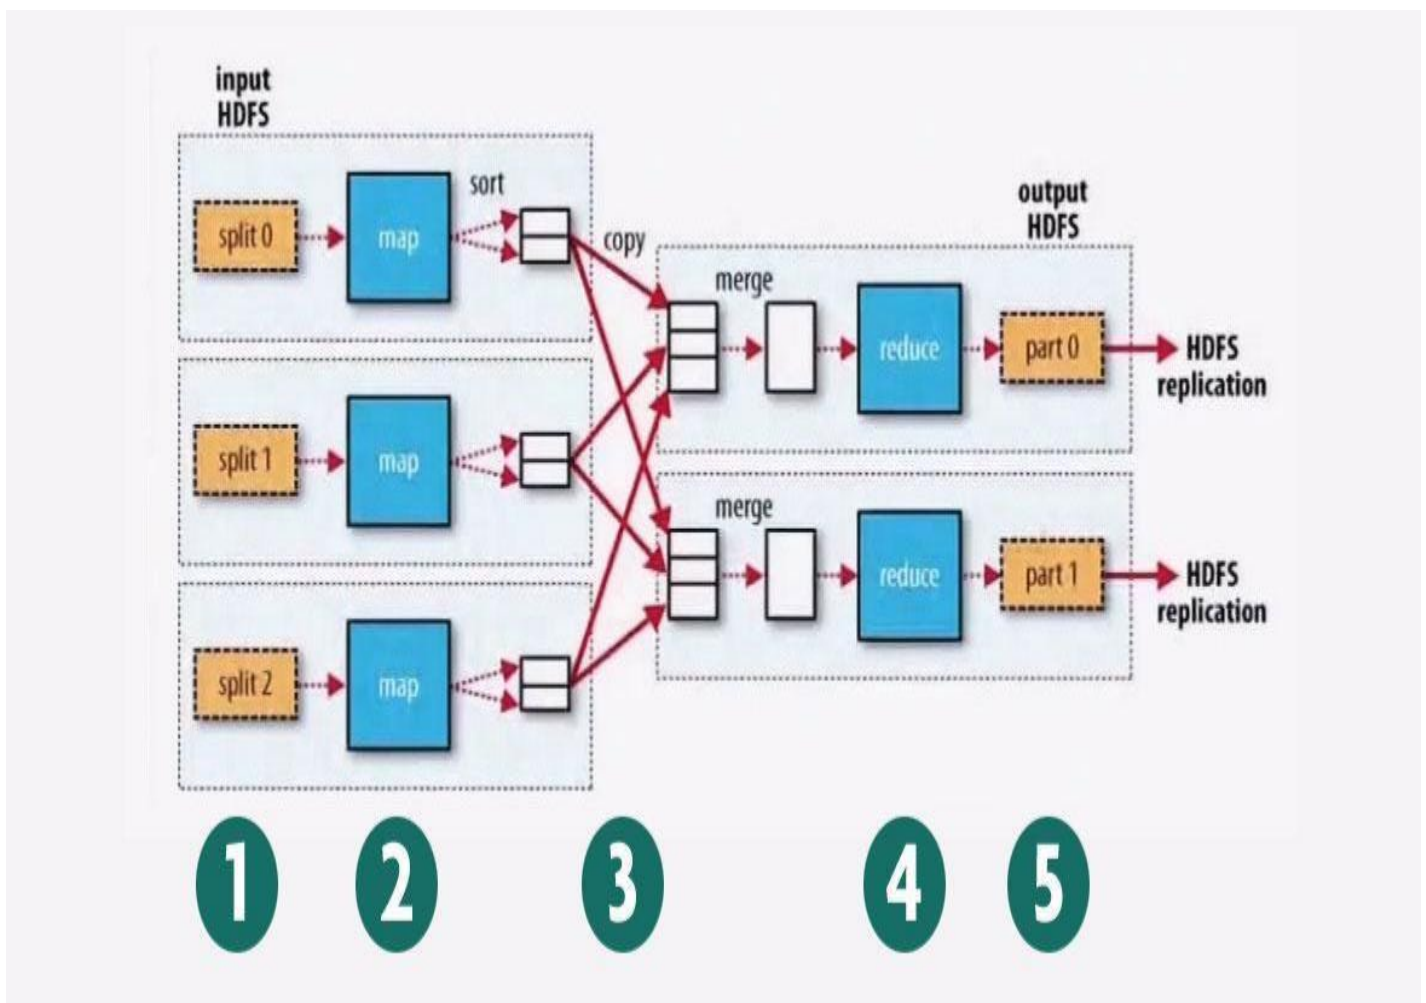 input
HDFS
split 0
map
sort
copy
split 1
map
split 2
map
output
HDFS
merge
reduce
part 0
HDFS
replication
merge
reduce
part 1
HDFS
replication
1
2
3
4
5